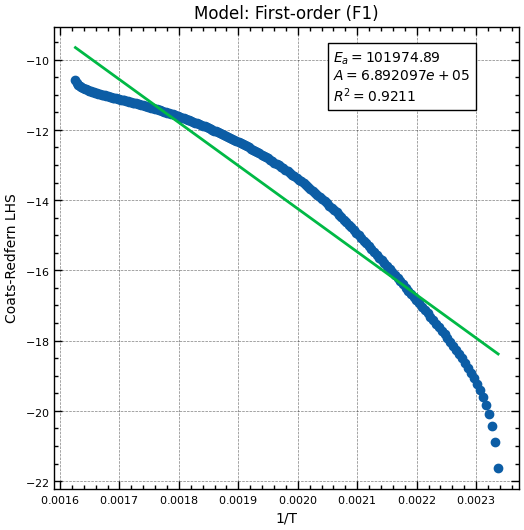 Model: First-order (F1)
Eₐ = 101974.89
A = 6.892097e + 05
R² = 0.9211
Coats-Redfern LHS
−10
−12
−14
−16
−18
−20
−22
0.0016 0.0017 0.0018 0.0019 0.0020 0.0021 0.0022 0.0023
1/T